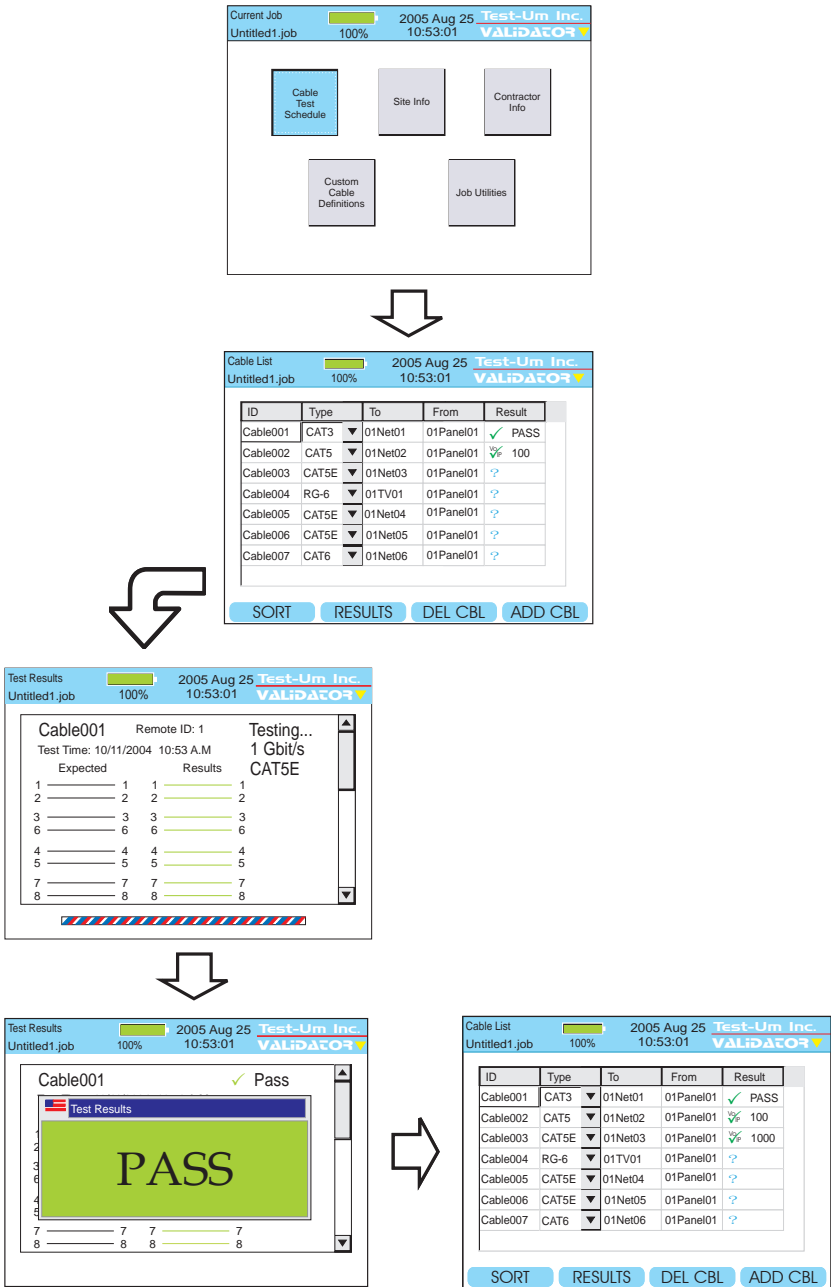 Current Job 2005 Aug 25 Test-Um Inc.
Untitled1.job 100% 10:53:01 VALiDATOR
Cable
Test
Schedule
Site Info
Contractor
Info
Custom
Cable
Definitions
Job Utilities
Cable List 2005 Aug 25 Test-Um Inc.
Untitled1.job 100% 10:53:01 VALiDATOR
ID Type To From Result
Cable001 CAT3 01Net01 01Panel01 PASS
Cable002 CAT5 01Net02 01Panel01 VoIP 100
Cable003 CAT5E 01Net03 01Panel01 ?
Cable004 RG-6 01TV01 01Panel01 ?
Cable005 CAT5E 01Net04 01Panel01 ?
Cable006 CAT5E 01Net05 01Panel01 ?
Cable007 CAT6 01Net06 01Panel01 ?
SORT RESULTS DEL CBL ADD CBL
Test Results 2005 Aug 25 Test-Um Inc.
Untitled1.job 100% 10:53:01 VALiDATOR
Cable001 Remote ID: 1 Testing...
Test Time: 10/11/2004 10:53 A.M 1 Gbit/s
Expected Results CAT5E
1 1 1 1
2 2 2 2
3 3 3 3
6 6 6 6
4 4 4 4
5 5 5 5
7 7 7 7
8 8 8 8
Test Results 2005 Aug 25 Test-Um Inc.
Untitled1.job 100% 10:53:01 VALiDATOR
Cable001 Pass
Test Results
PASS
7 7 7 7
8 8 8 8
Cable List 2005 Aug 25 Test-Um Inc.
Untitled1.job 100% 10:53:01 VALiDATOR
ID Type To From Result
Cable001 CAT3 01Net01 01Panel01 PASS
Cable002 CAT5 01Net02 01Panel01 VoIP 100
Cable003 CAT5E 01Net03 01Panel01 VoIP 1000
Cable004 RG-6 01TV01 01Panel01 ?
Cable005 CAT5E 01Net04 01Panel01 ?
Cable006 CAT5E 01Net05 01Panel01 ?
Cable007 CAT6 01Net06 01Panel01 ?
SORT RESULTS DEL CBL ADD CBL